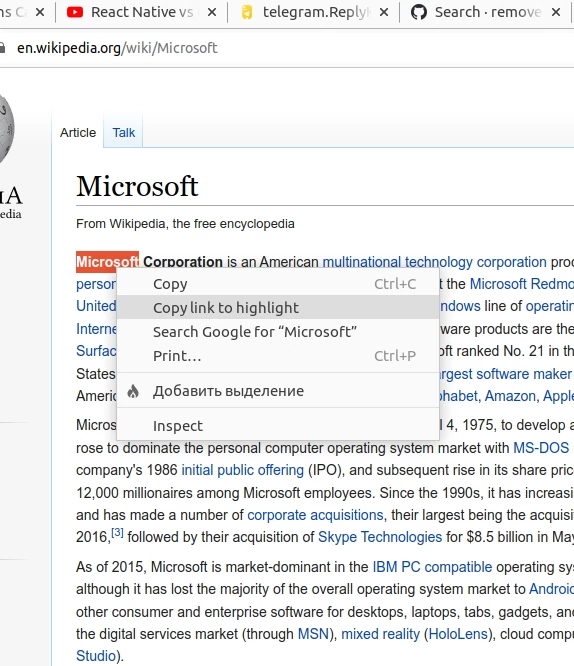 ns C × React Native vs × telegram.Reply × Search · remove ×
en.wikipedia.org/wiki/Microsoft
Article Talk
IA
edia
Microsoft
From Wikipedia, the free encyclopedia
Microsoft Corporation is an American multinational technology corporation
person t the Microsoft Redmo
United ndows line of operatin
Interne ware products are the
Surfac oft ranked No. 21 in th
States argest software maker
Americ phabet, Amazon, Apple
Copy Ctrl+C
Copy link to highlight
Search Google for “Microsoft”
Print… Ctrl+P
Добавить выделение
Inspect
Micros l 4, 1975, to develop a
rose to dominate the personal computer operating system market with MS-DOS
company's 1986 initial public offering (IPO), and subsequent rise in its share pric
12,000 millionaires among Microsoft employees. Since the 1990s, it has increasi
and has made a number of corporate acquisitions, their largest being the acquisi
2016,[3] followed by their acquisition of Skype Technologies for $8.5 billion in May
As of 2015, Microsoft is market-dominant in the IBM PC compatible operating sy
although it has lost the majority of the overall operating system market to Android
other consumer and enterprise software for desktops, laptops, tabs, gadgets, an
the digital services market (through MSN), mixed reality (HoloLens), cloud compu
Studio).